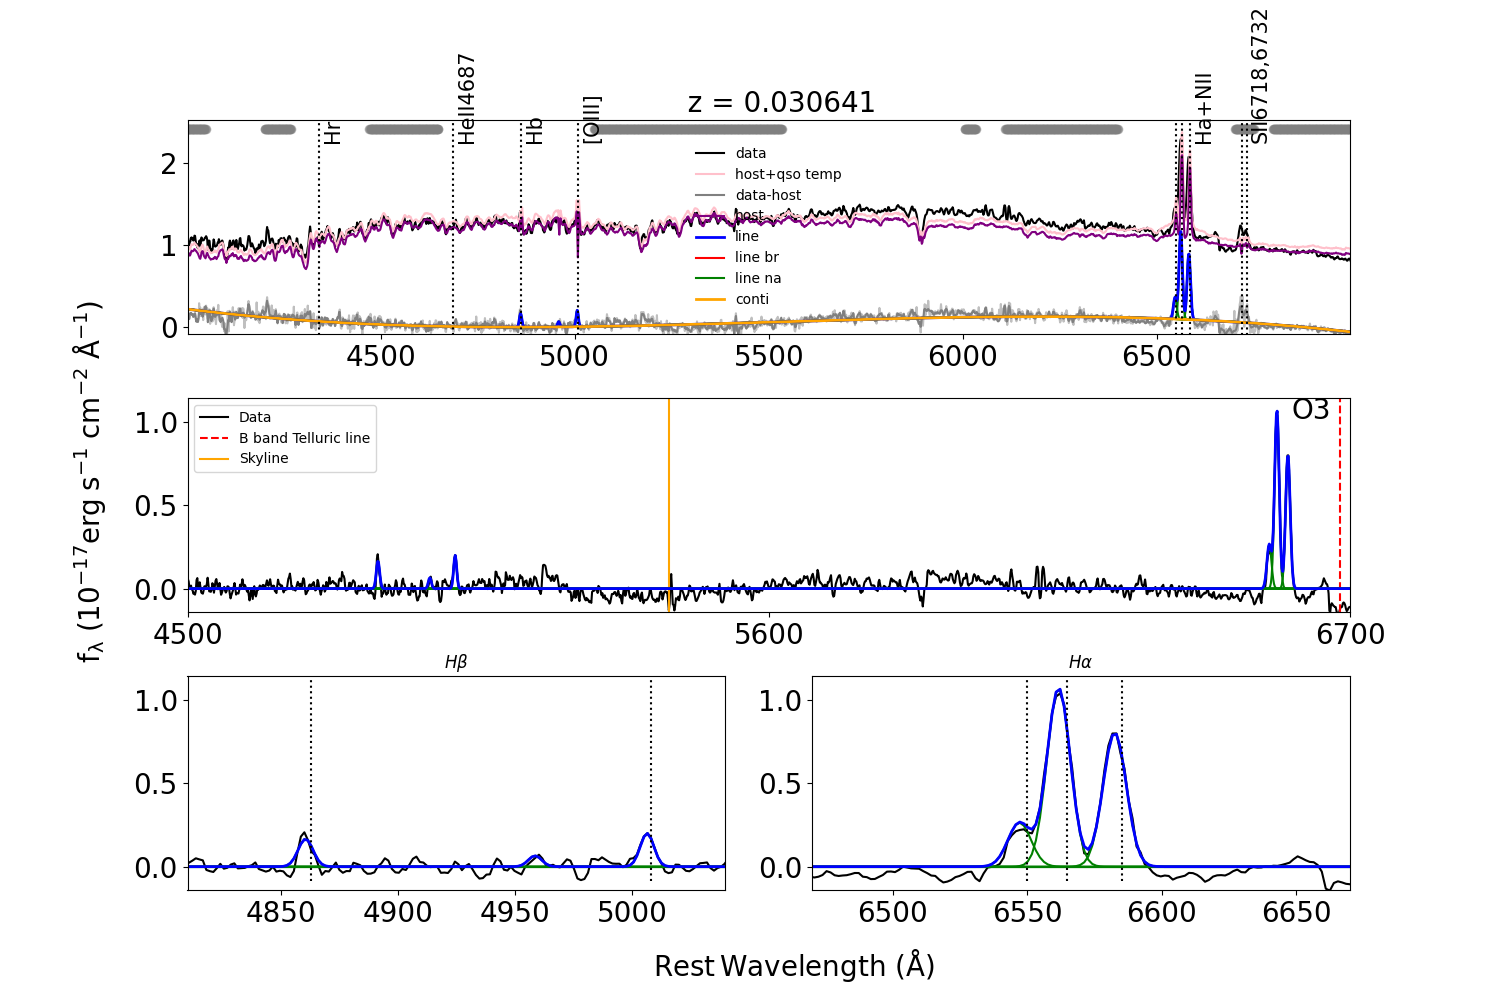 z = 0.030641
Hr
HeII4687
Hb
[OIII]
Ha+NII
SII6718,6732
data
host+qso temp
data-host
host
line
line br
line na
conti
2
1
0
4500 5000 5500 6000 6500
Data
B band Telluric line
Skyline
O3
1.0
0.5
0.0
4500 5600 6700
fλ (10⁻¹⁷erg s⁻¹ cm⁻² Å⁻¹)
Hβ
1.0
0.5
0.0
4850 4900 4950 5000
Hα
1.0
0.5
0.0
6500 6550 6600 6650
Rest Wavelength (Å)